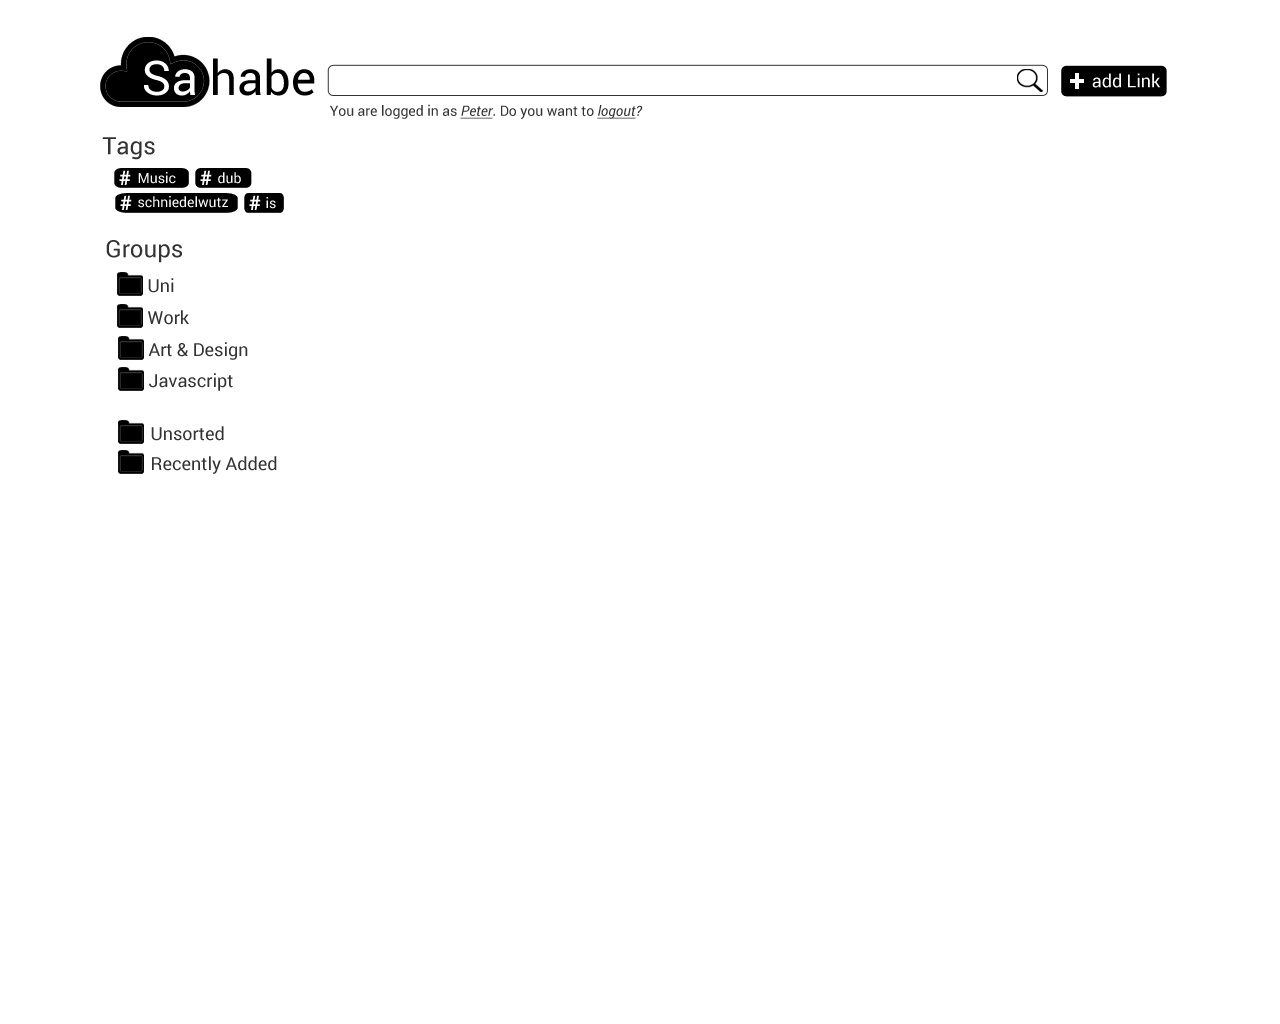 Sahabe
+ add Link
You are logged in as Peter. Do you want to logout?
Tags
# Music # dub
# schniedelwutz # is
Groups
Uni
Work
Art & Design
Javascript
Unsorted
Recently Added